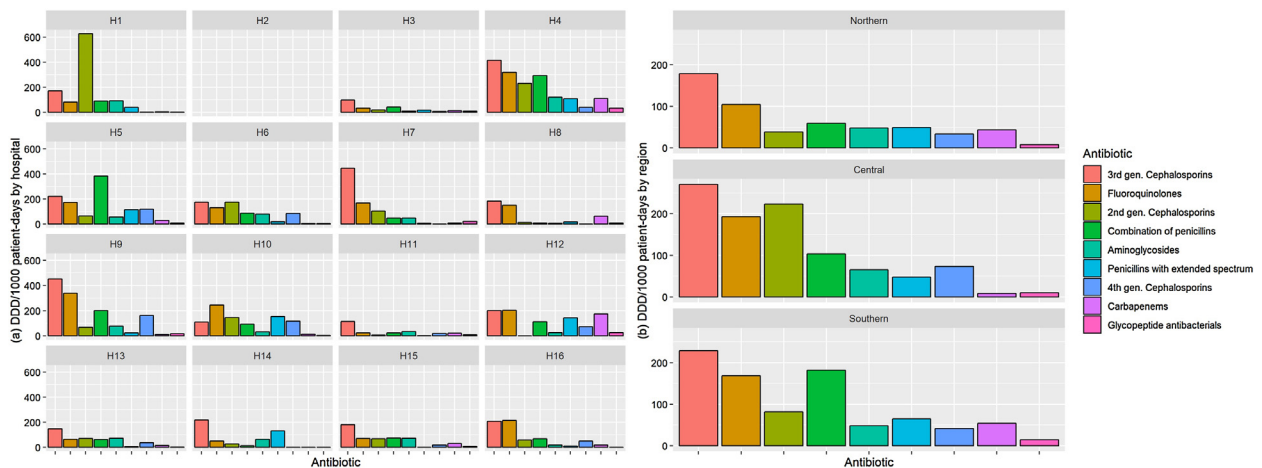 H1
H2
H3
H4
600
400
200
0
H5
H6
H7
H8
600
400
200
0
H9
H10
H11
H12
600
400
200
0
H13
H14
H15
H16
600
400
200
0
(a) DDD/1000 patient-days by hospital
Antibiotic
Northern
200
100
0
Central
200
100
0
Southern
200
100
0
(b) DDD/1000 patient-days by region
Antibiotic
Antibiotic
3rd gen. Cephalosporins
Fluoroquinolones
2nd gen. Cephalosporins
Combination of penicillins
Aminoglycosides
Penicillins with extended spectrum
4th gen. Cephalosporins
Carbapenems
Glycopeptide antibacterials